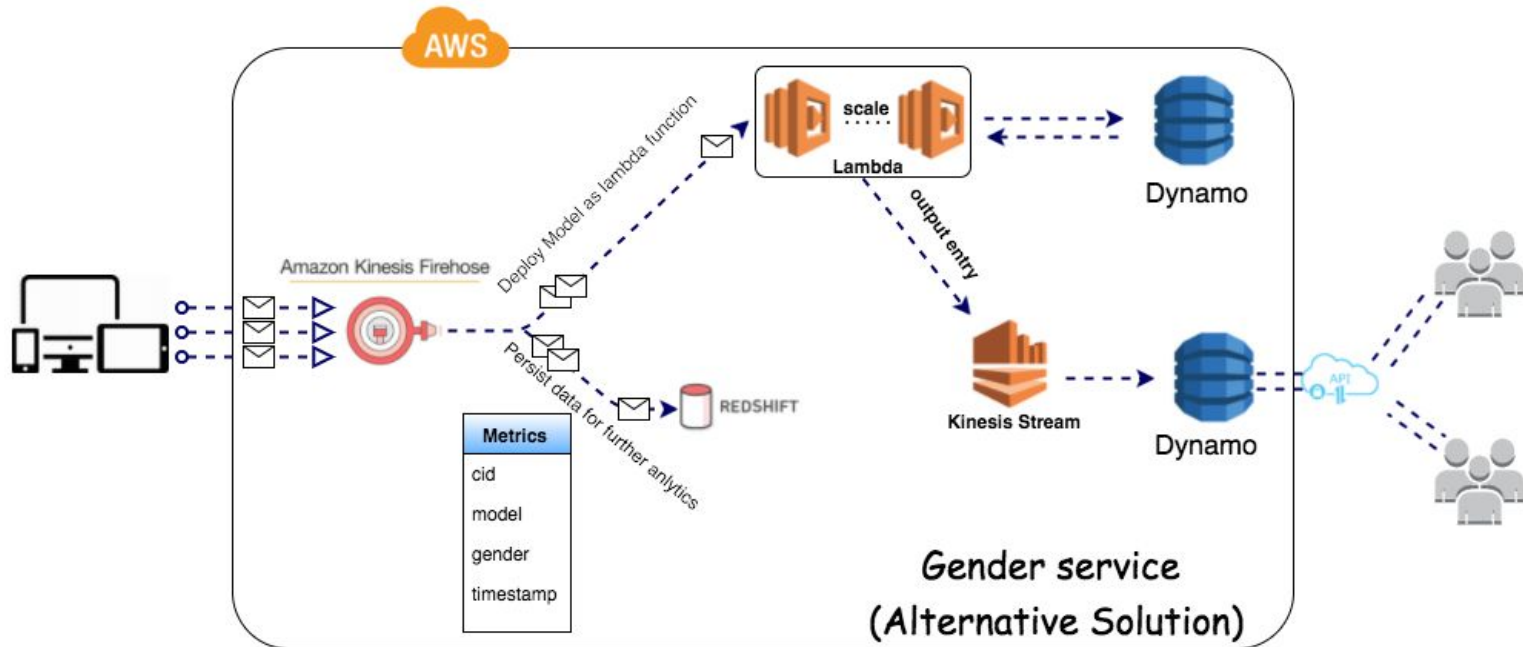 AWS
scale
Lambda
Dynamo
Deploy Model as lambda function
output entry
Amazon Kinesis Firehose
Persist data for further anlytics
REDSHIFT
Kinesis Stream
Dynamo
API
Metrics
cid
model
gender
timestamp
Gender service
(Alternative Solution)